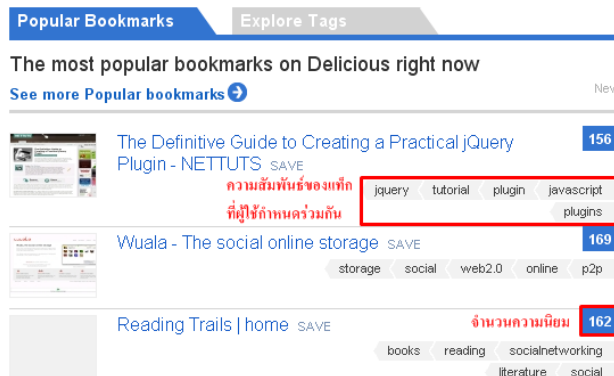 Popular Bookmarks Explore Tags
The most popular bookmarks on Delicious right now
See more Popular bookmarks
The Definitive Guide to Creating a Practical jQuery 156
Plugin - NETTUTS SAVE
ความสัมพันธ์ของแท็ก jquery tutorial plugin javascript
ที่ผู้ใช้กำหนดร่วมกัน plugins
Wuala - The social online storage SAVE 169
storage social web2.0 online p2p
Reading Trails | home SAVE จำนวนความนิยม 162
books reading socialnetworking
literature social